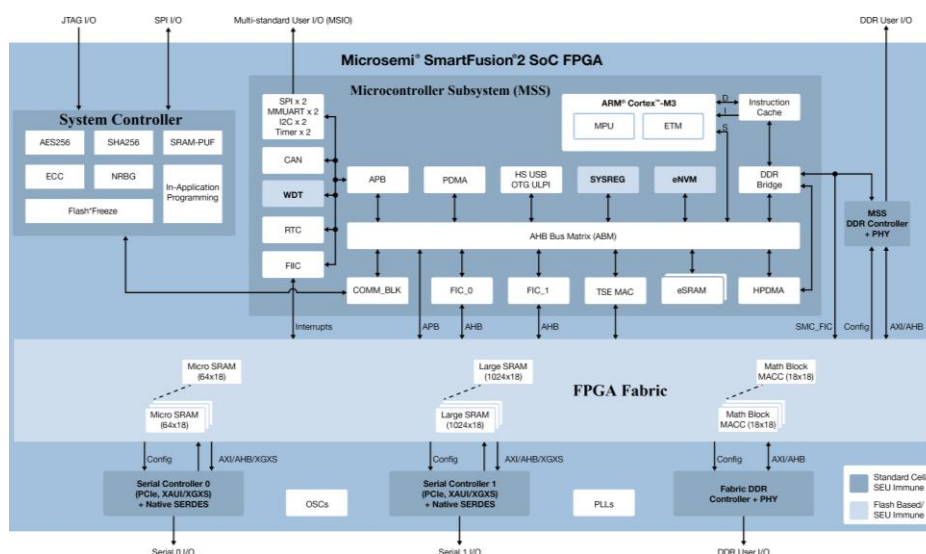 JTAG I/O
SPI I/O
Multi-standard User I/O (MSIO)
DDR User I/O
Microsemi® SmartFusion®2 SoC FPGA
Microcontroller Subsystem (MSS)
System Controller
AES256
SHA256
SRAM-PUF
ECC
NRBG
In-Application
Programming
Flash*Freeze
SPI x 2
MMUART x 2
I2C x 2
Timer x 2
CAN
WDT
RTC
FIIC
ARM® Cortex™-M3
MPU
ETM
D
I
S
Instruction
Cache
APB
PDMA
HS USB
OTG ULPI
SYSREG
eNVM
DDR
Bridge
AHB Bus Matrix (ABM)
MSS
DDR Controller
+ PHY
COMM_BLK
FIC_0
FIC_1
TSE MAC
eSRAM
HPDMA
Interrupts
APB
AHB
AHB
SMC_FIC
Config
AXI/AHB
Micro SRAM
(64x18)
Large SRAM
(1024x18)
Math Block
MACC (18x18)
FPGA Fabric
Micro SRAM
(64x18)
Large SRAM
(1024x18)
Math Block
MACC (18x18)
Config
AXI/AHB/XGXS
Config
AXI/AHB/XGXS
Config
AXI/AHB
Serial Controller 0
(PCIe, XAUI/XGXS)
+ Native SERDES
OSCs
Serial Controller 1
(PCIe, XAUI/XGXS)
+ Native SERDES
PLLs
Fabric DDR
Controller + PHY
Standard Cell/
SEU Immune
Flash Based/
SEU Immune
Serial 0 I/O
Serial 1 I/O
DDR User I/O